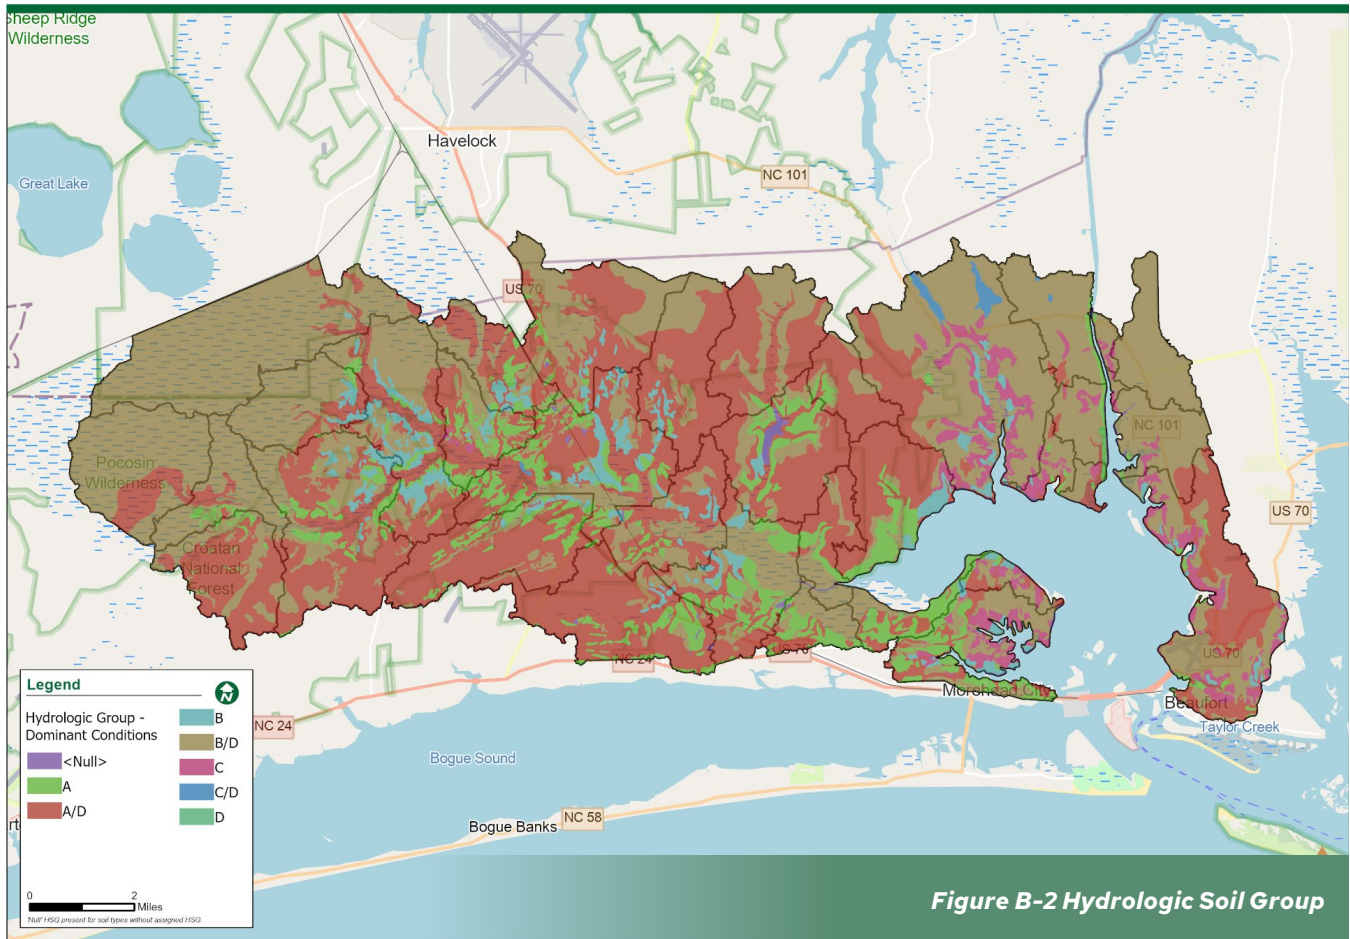 Sheep Ridge
Wilderness
Havelock
Great Lake
NC 101
US 70
NC 101
Pocosin
Wilderness
US 70
Croatan
National
Forest
US 70
NC 24
US 70
Morehead City
Beaufort
Taylor Creek
NC 24
Bogue Sound
NC 58
Bogue Banks
Legend
N
Hydrologic Group -
Dominant Conditions
<Null>
A
A/D
B
B/D
C
C/D
D
0 2
Miles
'Null' HSG present for soil types without assigned HSG
Figure B-2 Hydrologic Soil Group